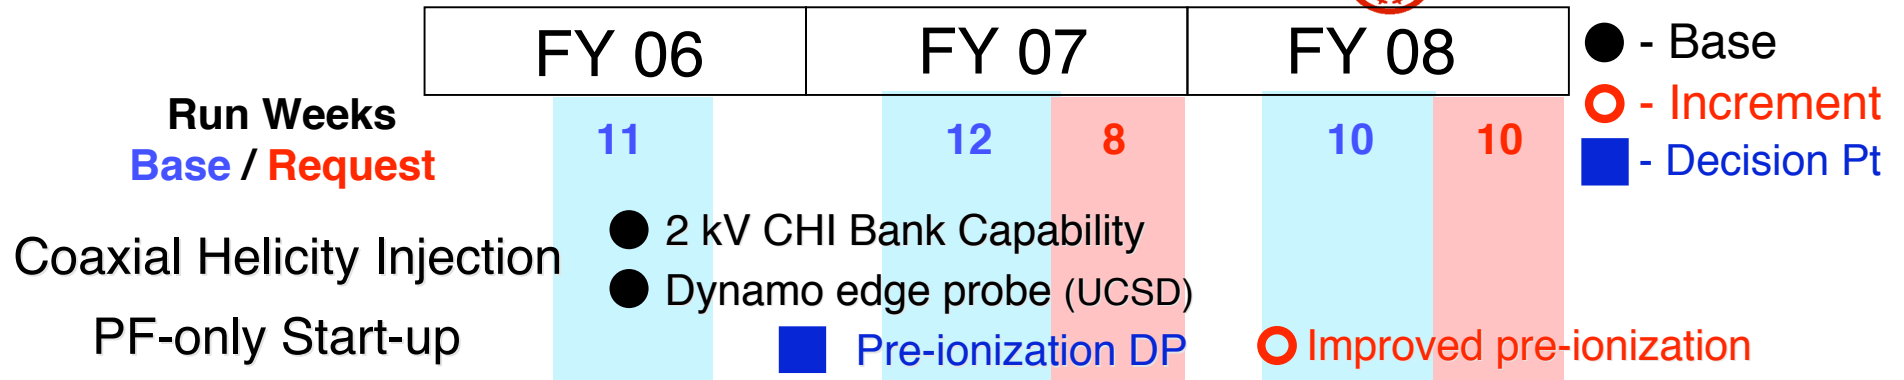 FY 06 FY 07 FY 08
- Base
- Increment
- Decision Pt
Run Weeks
Base / Request
11 12 8 10 10
Coaxial Helicity Injection
2 kV CHI Bank Capability
Dynamo edge probe (UCSD)
PF-only Start-up
Pre-ionization DP
Improved pre-ionization